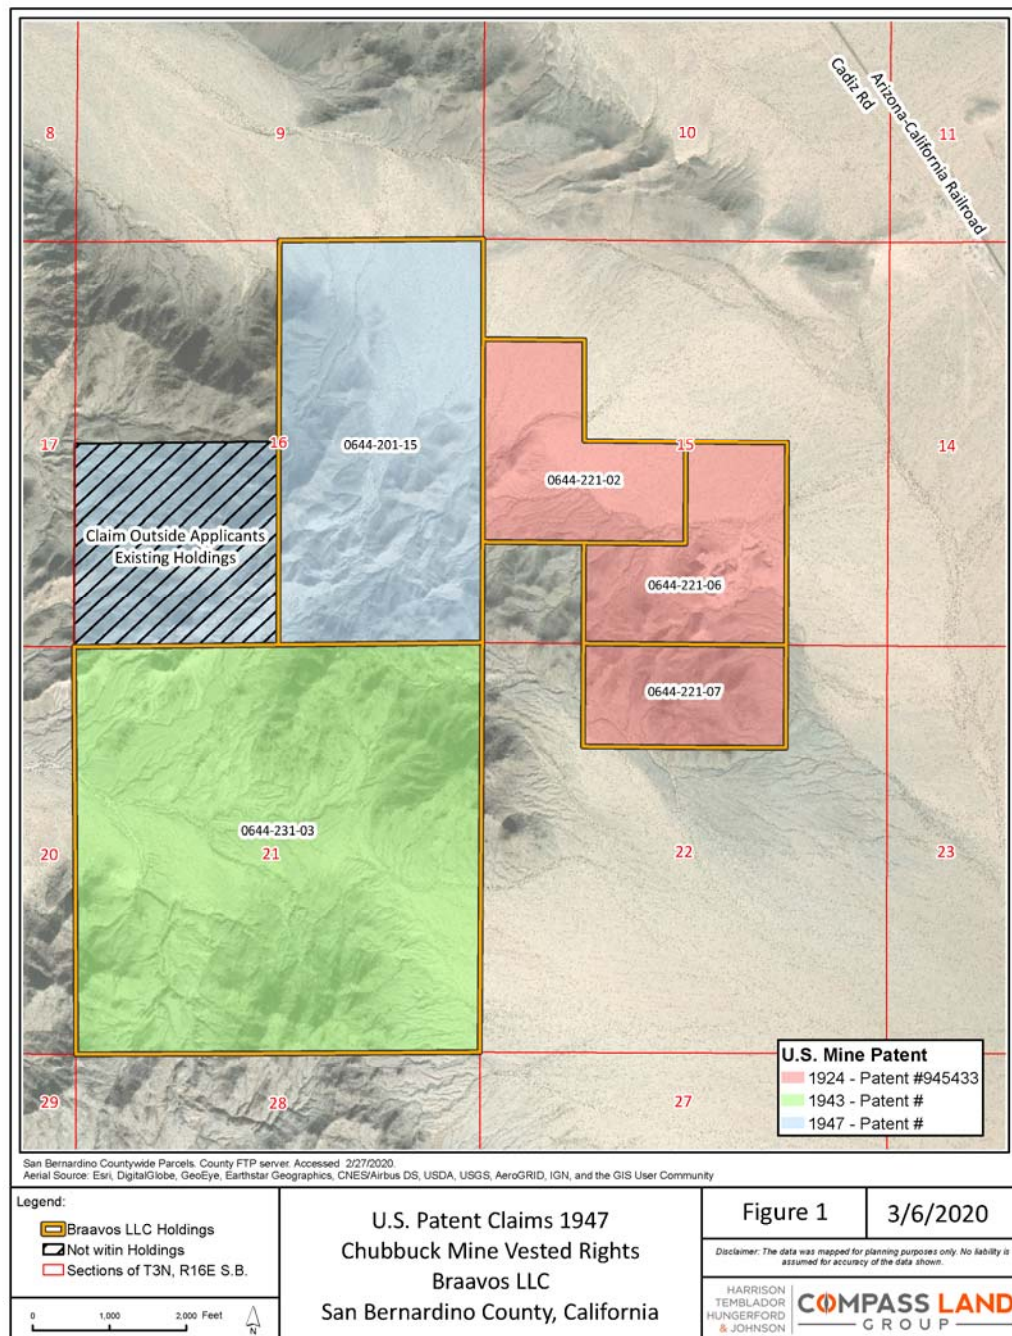 8
9
10
11
Cadiz Rd
Arizona-California Railroad
17
16
0644-201-15
15
14
0644-221-02
Claim Outside Applicants
Existing Holdings
0644-221-06
0644-221-07
0644-231-03
20
21
22
23
29
28
27
U.S. Mine Patent
1924 - Patent #945433
1943 - Patent #
1947 - Patent #
San Bernardino Countywide Parcels. County FTP server. Accessed 2/27/2020.
Aerial Source: Esri, DigitalGlobe, GeoEye, Earthstar Geographics, CNES/Airbus DS, USDA, USGS, AeroGRID, IGN, and the GIS User Community
Legend:
Braavos LLC Holdings
Not witin Holdings
Sections of T3N, R16E S.B.
0 1,000 2,000 Feet
N
U.S. Patent Claims 1947
Chubbuck Mine Vested Rights
Braavos LLC
San Bernardino County, California
Figure 1
3/6/2020
Disclaimer: The data was mapped for planning purposes only. No liability is
assumed for accuracy of the data shown.
HARRISON
TEMBLADOR
HUNGERFORD
& JOHNSON
COMPASS LAND
GROUP